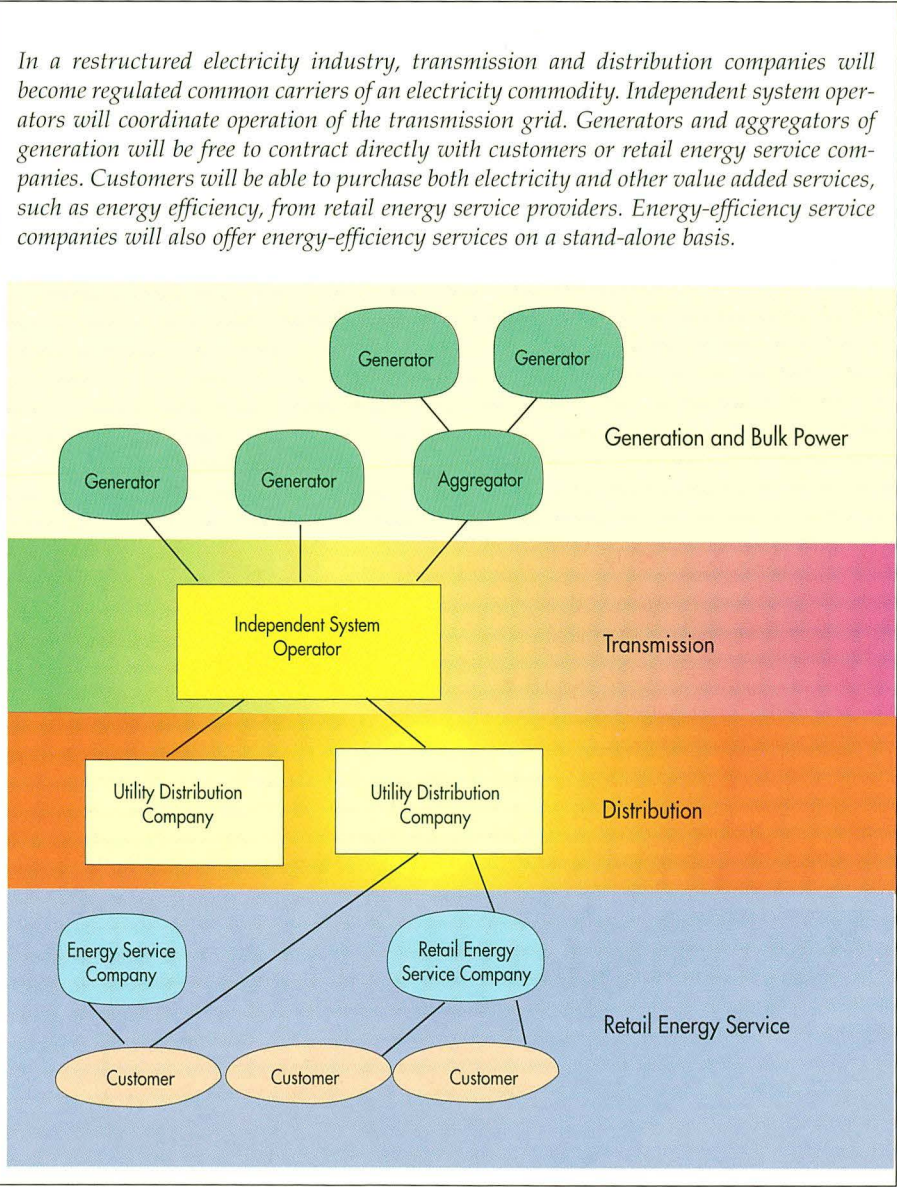 In a restructured electricity industry, transmission and distribution companies will
become regulated common carriers of an electricity commodity. Independent system oper-
ators will coordinate operation of the transmission grid. Generators and aggregators of
generation will be free to contract directly with customers or retail energy service com-
panies. Customers will be able to purchase both electricity and other value added services,
such as energy efficiency, from retail energy service providers. Energy-efficiency service
companies will also offer energy-efficiency services on a stand-alone basis.
Generator
Generator
Generation and Bulk Power
Generator
Generator
Aggregator
Independent System
Operator
Transmission
Utility Distribution
Company
Utility Distribution
Company
Distribution
Energy Service
Company
Retail Energy
Service Company
Retail Energy Service
Customer
Customer
Customer